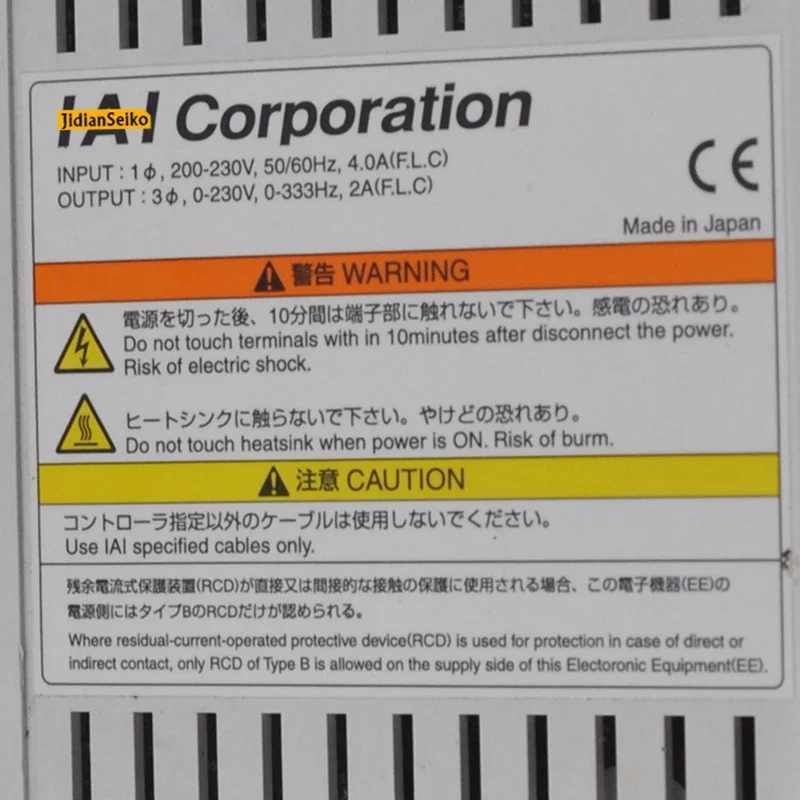 IAI Corporation
JidianSeiko
INPUT : 1ϕ, 200-230V, 50/60Hz, 4.0A(F.L.C)
OUTPUT : 3ϕ, 0-230V, 0-333Hz, 2A(F.L.C)
CE
Made in Japan
警告 WARNING
電源を切った後、10分間は端子部に触れないで下さい。感電の恐れあり。
Do not touch terminals with in 10minutes after disconnect the power.
Risk of electric shock.
ヒートシンクに触らないで下さい。やけどの恐れあり。
Do not touch heatsink when power is ON. Risk of burm.
注意 CAUTION
コントローラ指定以外のケーブルは使用しないでください。
Use IAI specified cables only.
残余電流式保護装置(RCD)が直接又は間接的な接触の保護に使用される場合、この電子機器(EE)の
電源側にはタイプBのRCDだけが認められる。
Where residual-current-operated protective device(RCD) is used for protection in case of direct or
indirect contact, only RCD of Type B is allowed on the supply side of this Electoronic Equipment(EE).